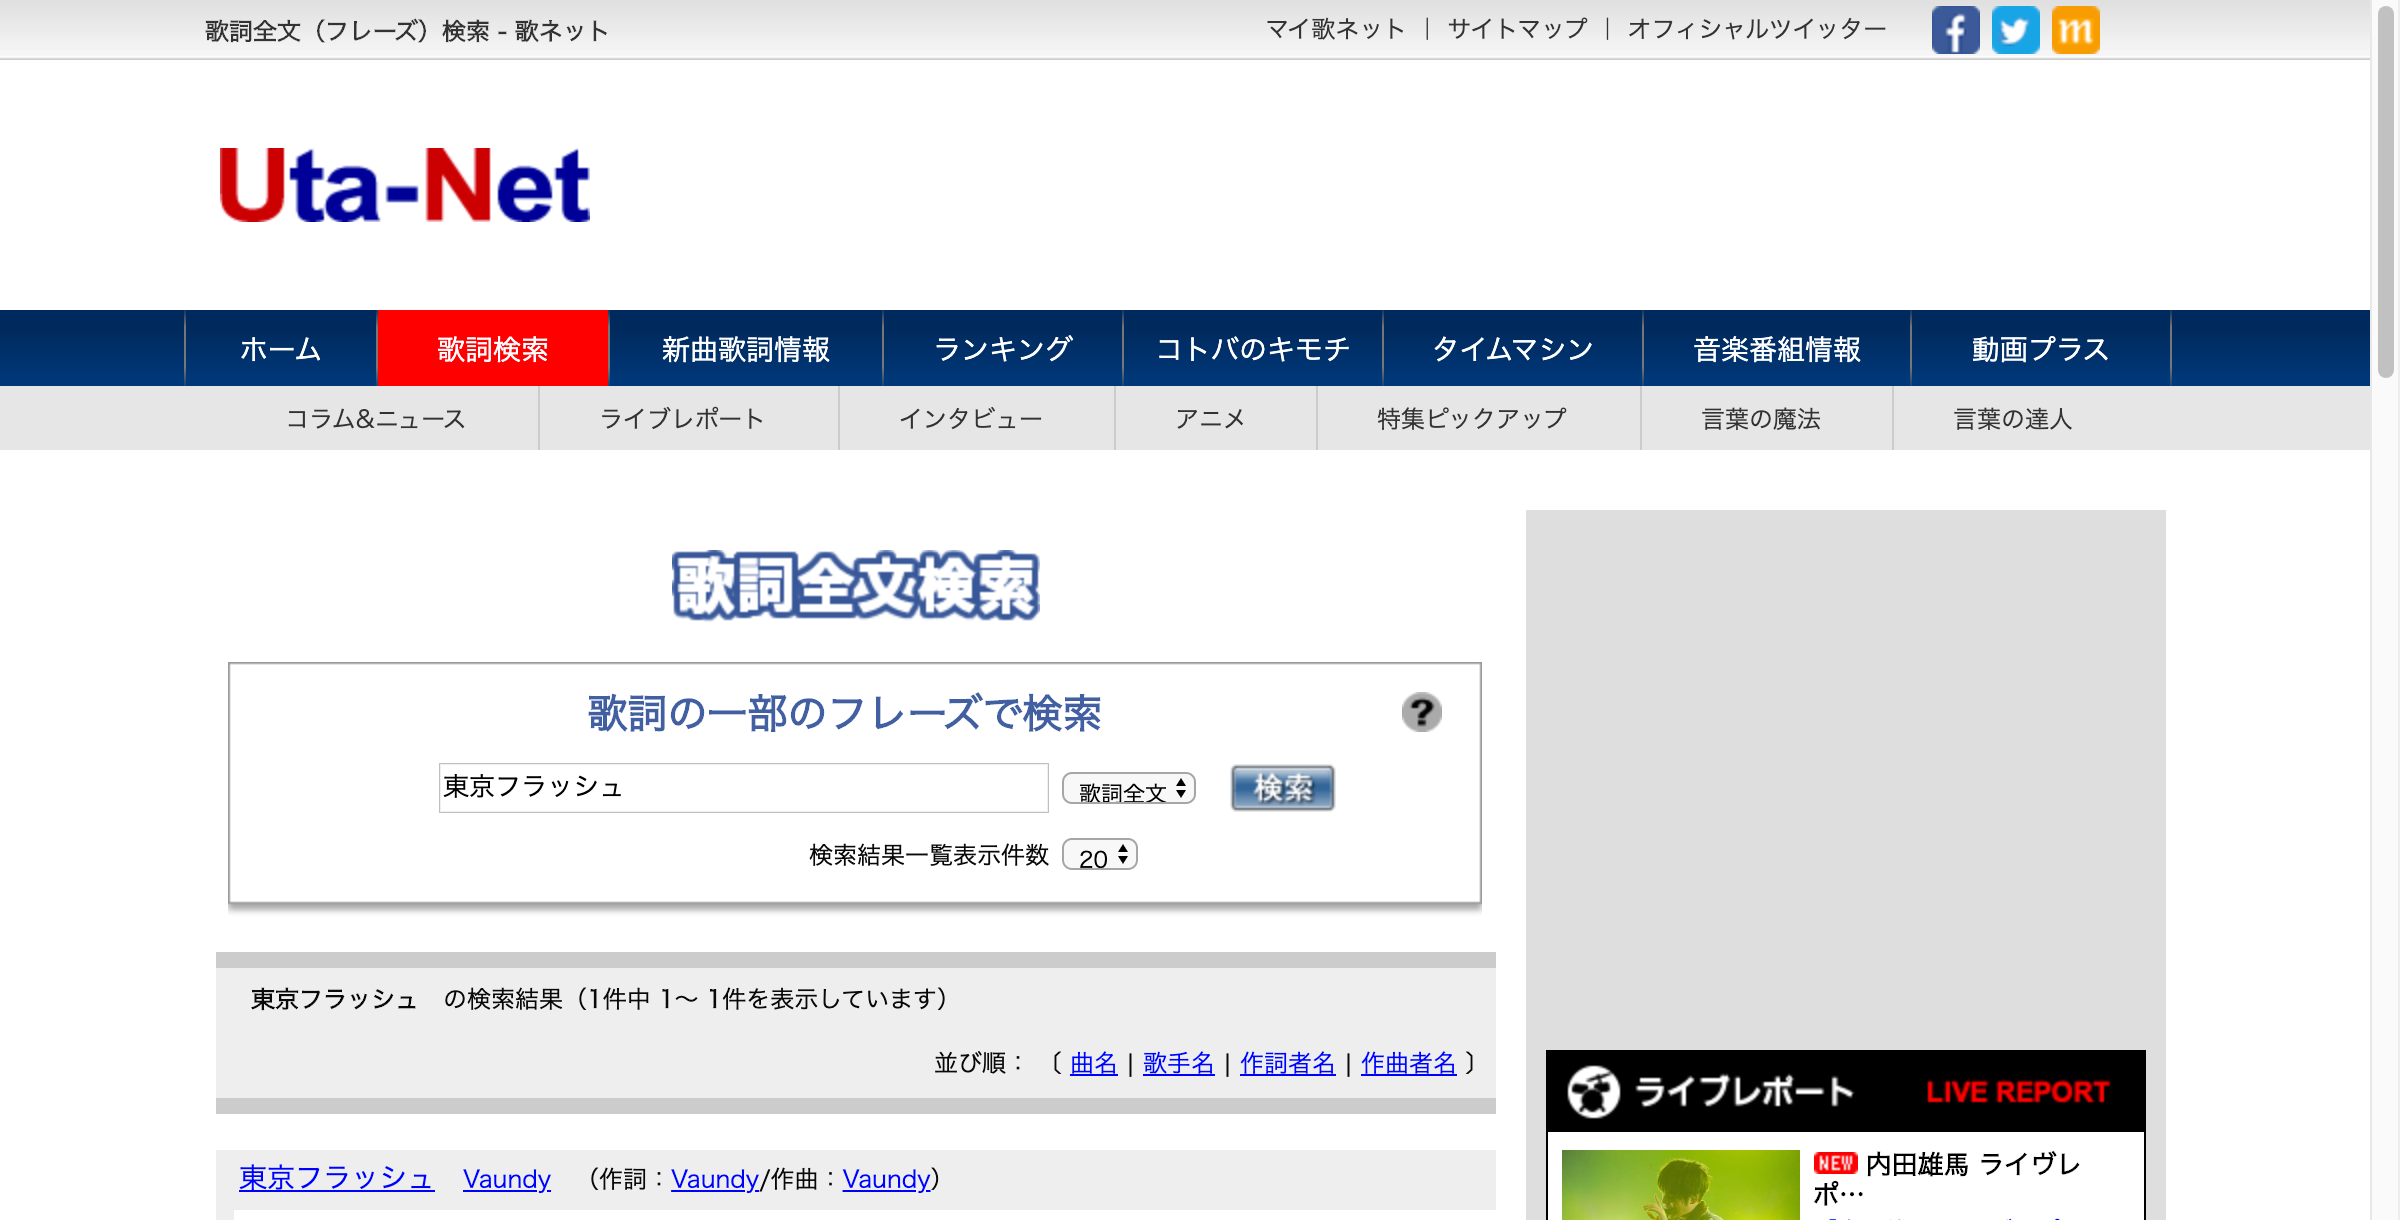 歌詞全文（フレーズ）検索 - 歌ネット
マイ歌ネット ｜ サイトマップ ｜ オフィシャルツイッター
Uta-Net
ホーム 歌詞検索 新曲歌詞情報 ランキング コトバのキモチ タイムマシン 音楽番組情報 動画プラス
コラム&ニュース ライブレポート インタビュー アニメ 特集ピックアップ 言葉の魔法 言葉の達人
歌詞全文検索
歌詞の一部のフレーズで検索
?
東京フラッシュ 歌詞全文 検索
検索結果一覧表示件数 20
東京フラッシュ の検索結果（1件中 1〜 1件を表示しています）
並び順： 〔 曲名 | 歌手名 | 作詞者名 | 作曲者名 〕
東京フラッシュ Vaundy （作詞：Vaundy/作曲：Vaundy）
ライブレポート LIVE REPORT
NEW 内田雄馬 ライヴレ
ポ…